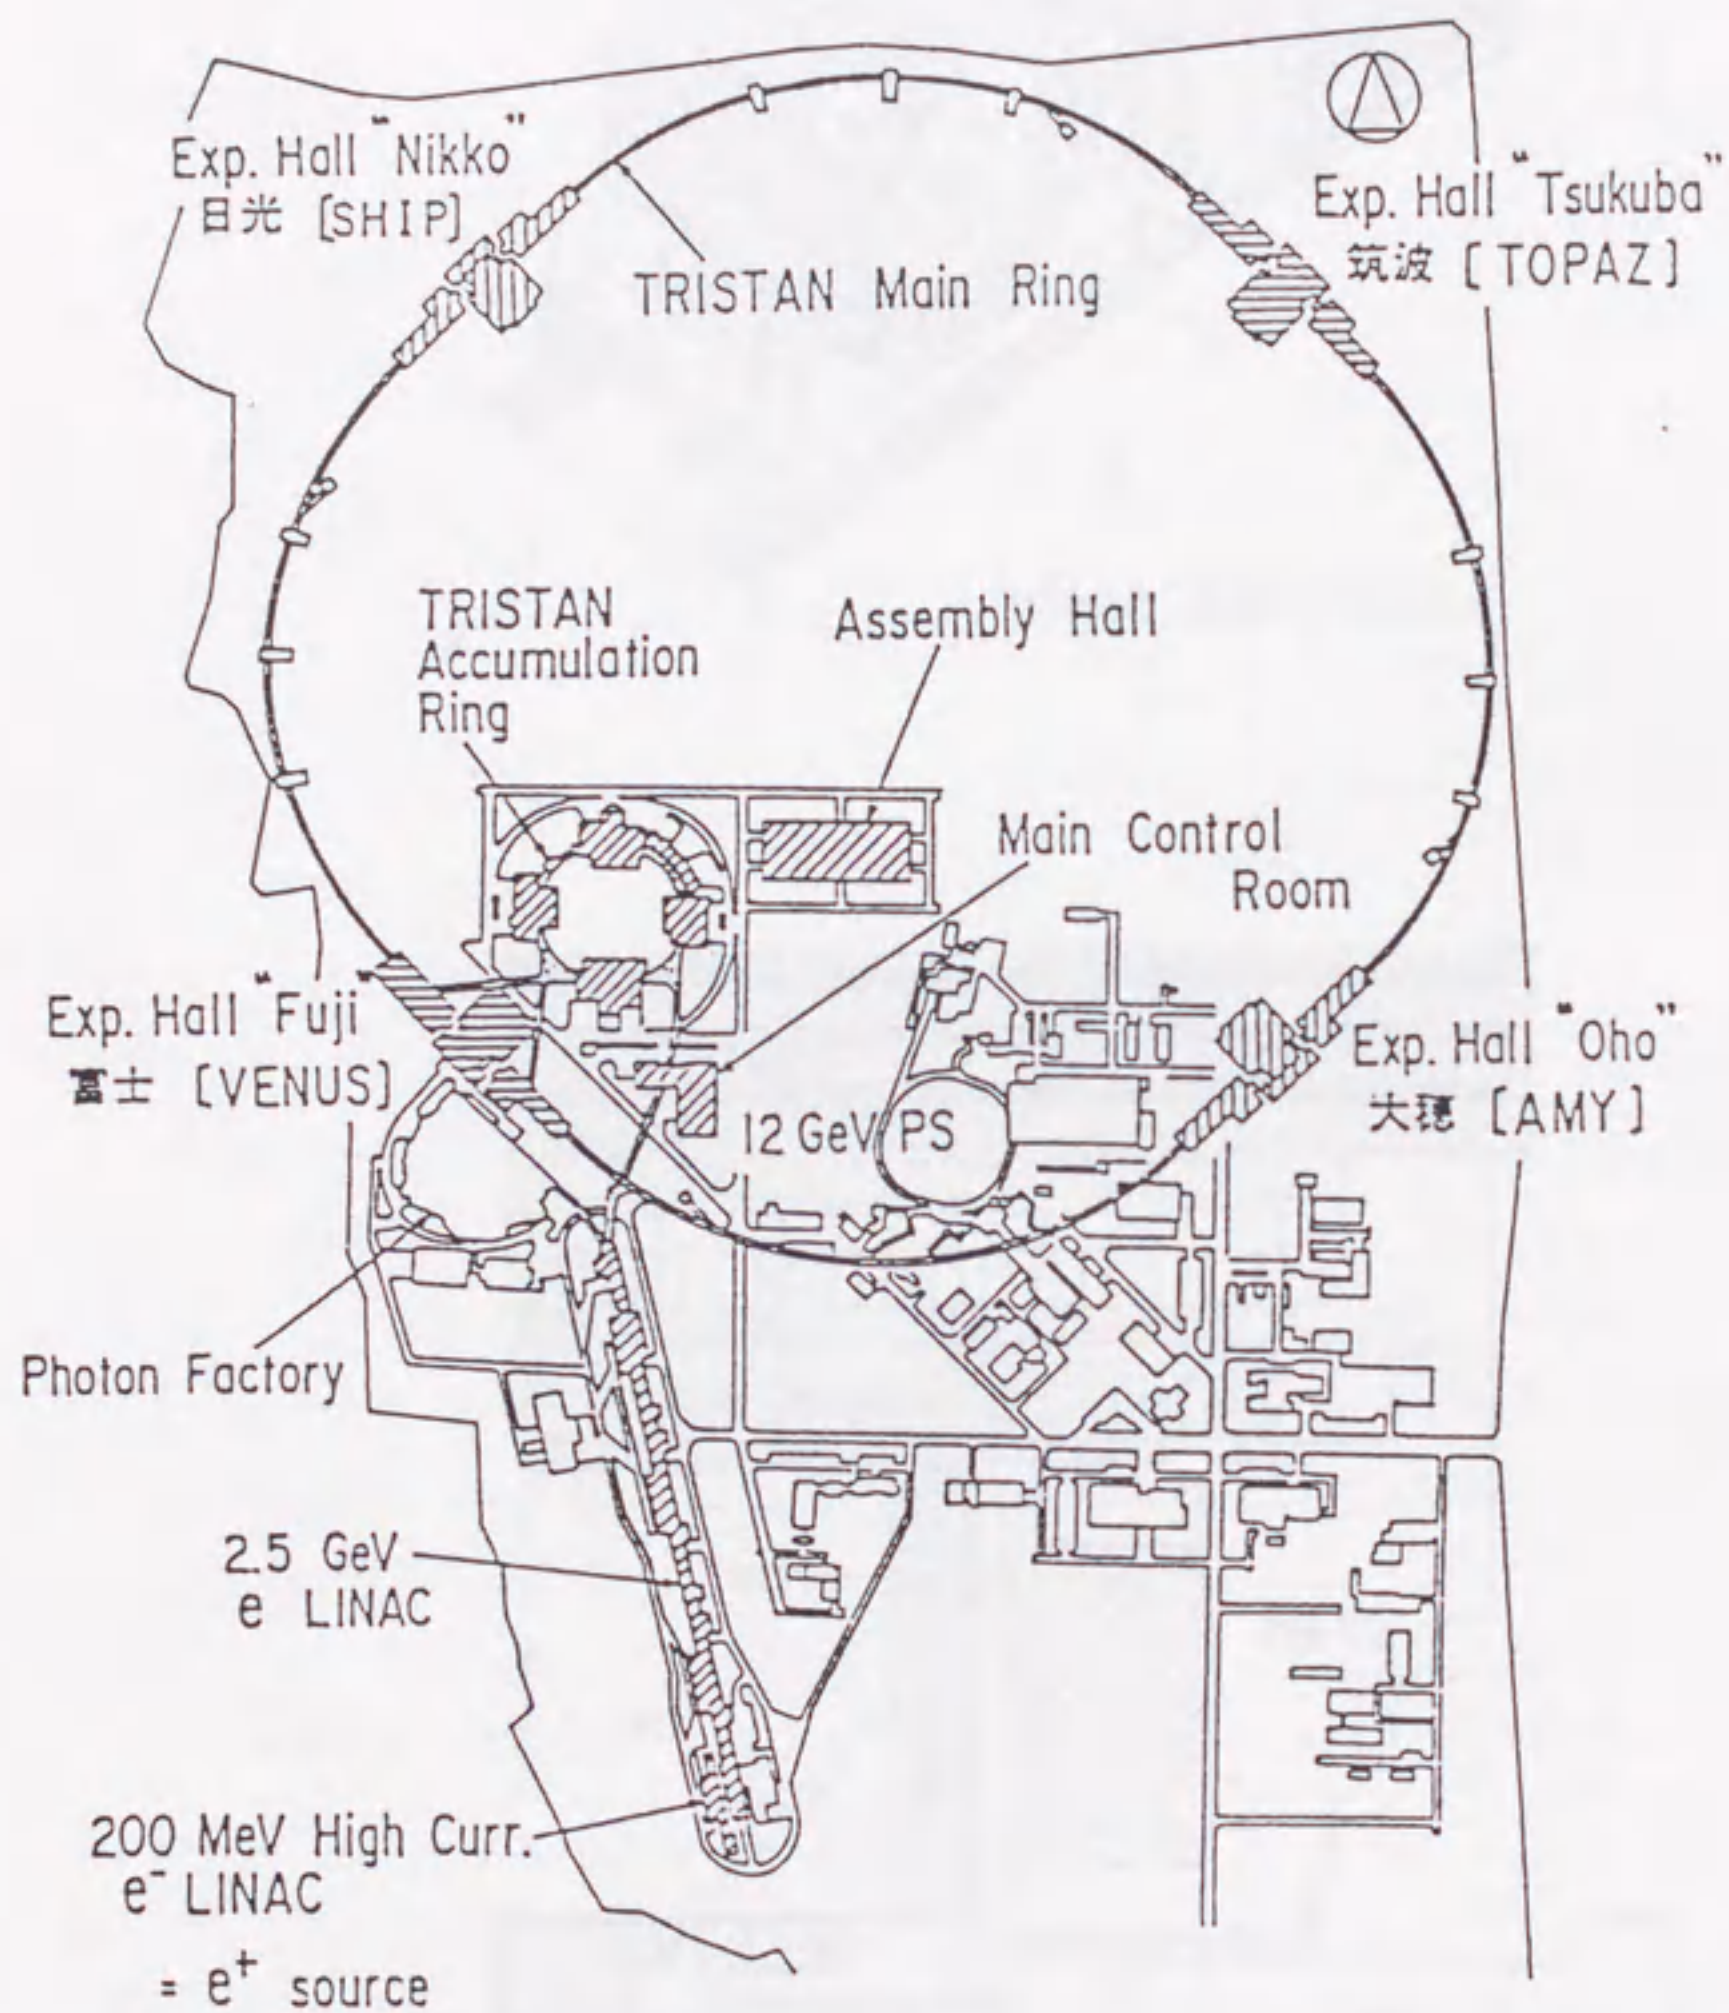 Exp. Hall "Nikko"
日光 [SHIP]
Exp. Hall "Tsukuba"
筑波 [TOPAZ]
TRISTAN Main Ring
TRISTAN
Accumulation
Ring
Assembly Hall
Main Control
Room
Exp. Hall "Fuji"
富士 [VENUS]
12 GeV PS
Exp. Hall "Oho"
大穂 [AMY]
Photon Factory
2.5 GeV
e LINAC
200 MeV High Curr.
e⁻ LINAC
= e⁺ source